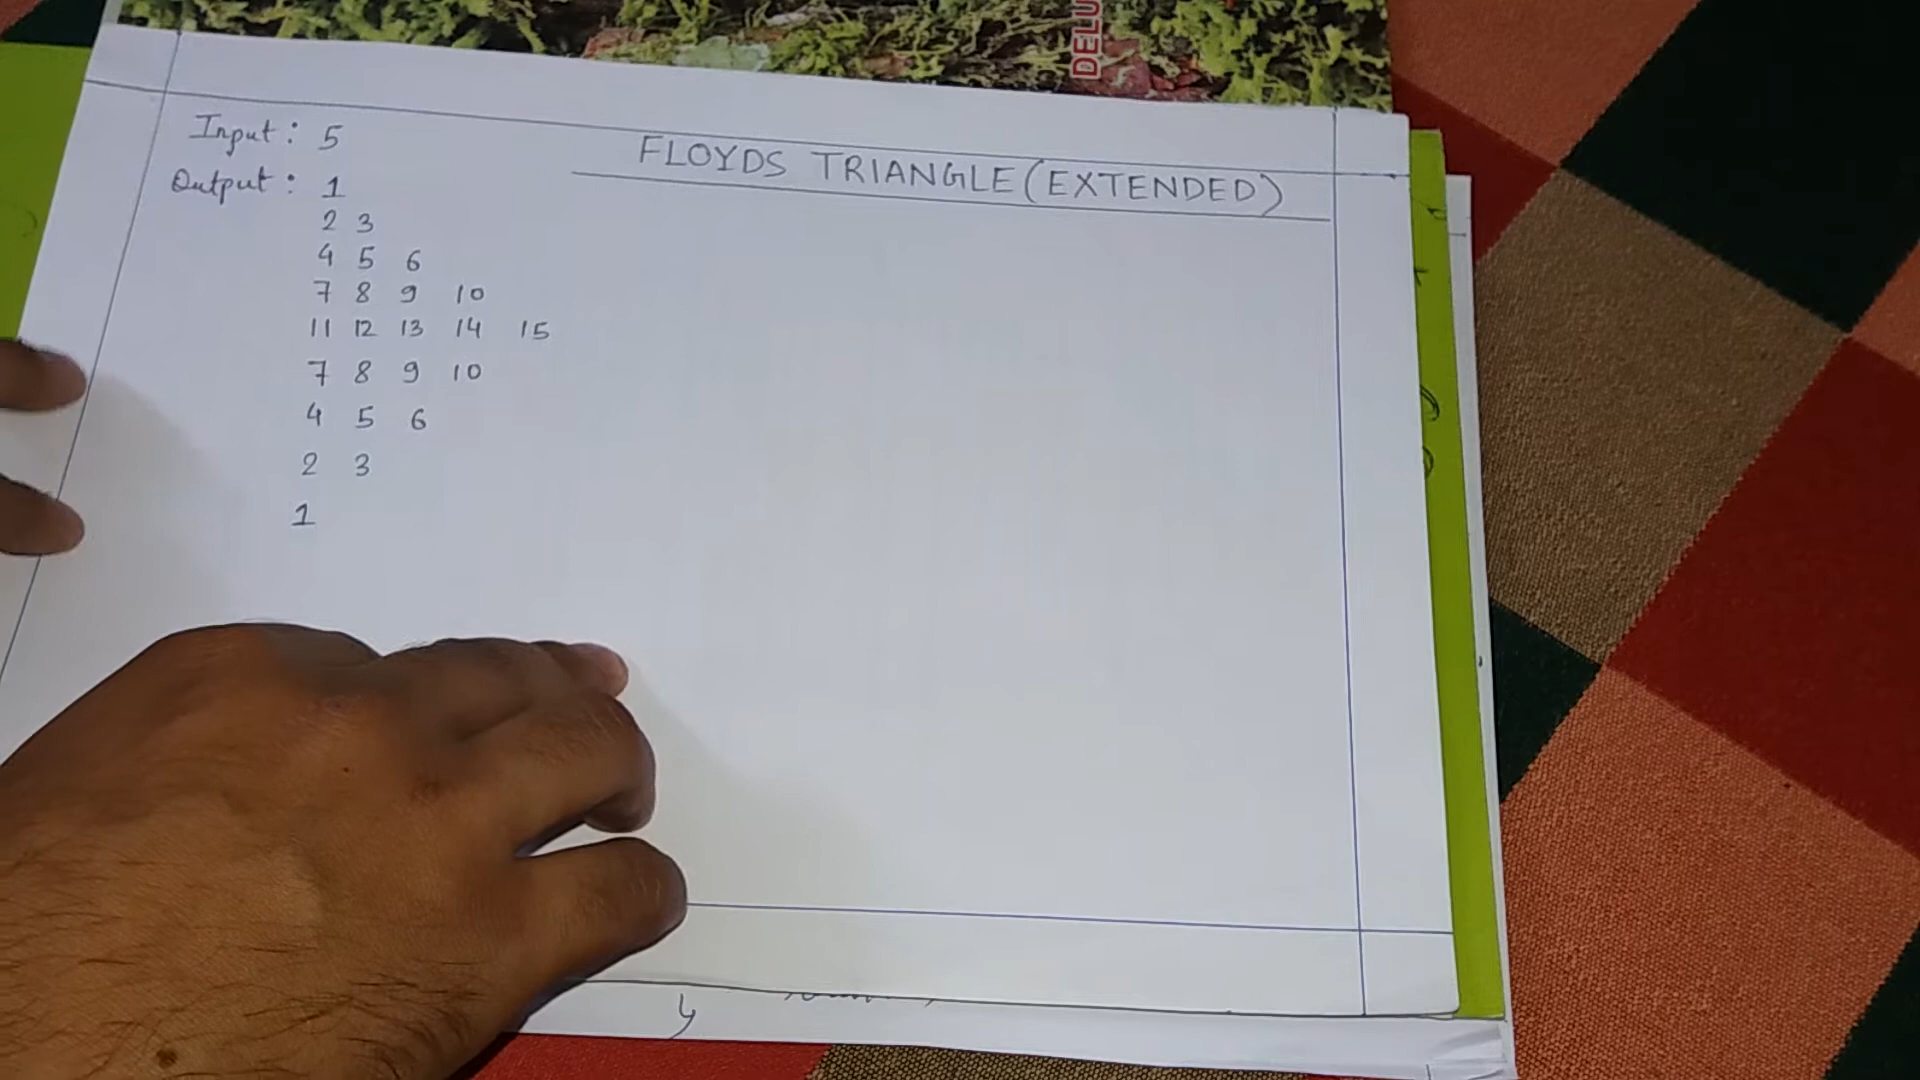 DELU
FLOYDS TRIANGLE (EXTENDED)
Input: 5
Output: 1
2 3
4 5 6
7 8 9 10
11 12 13 14 15
7 8 9 10
4 5 6
2 3
1
y